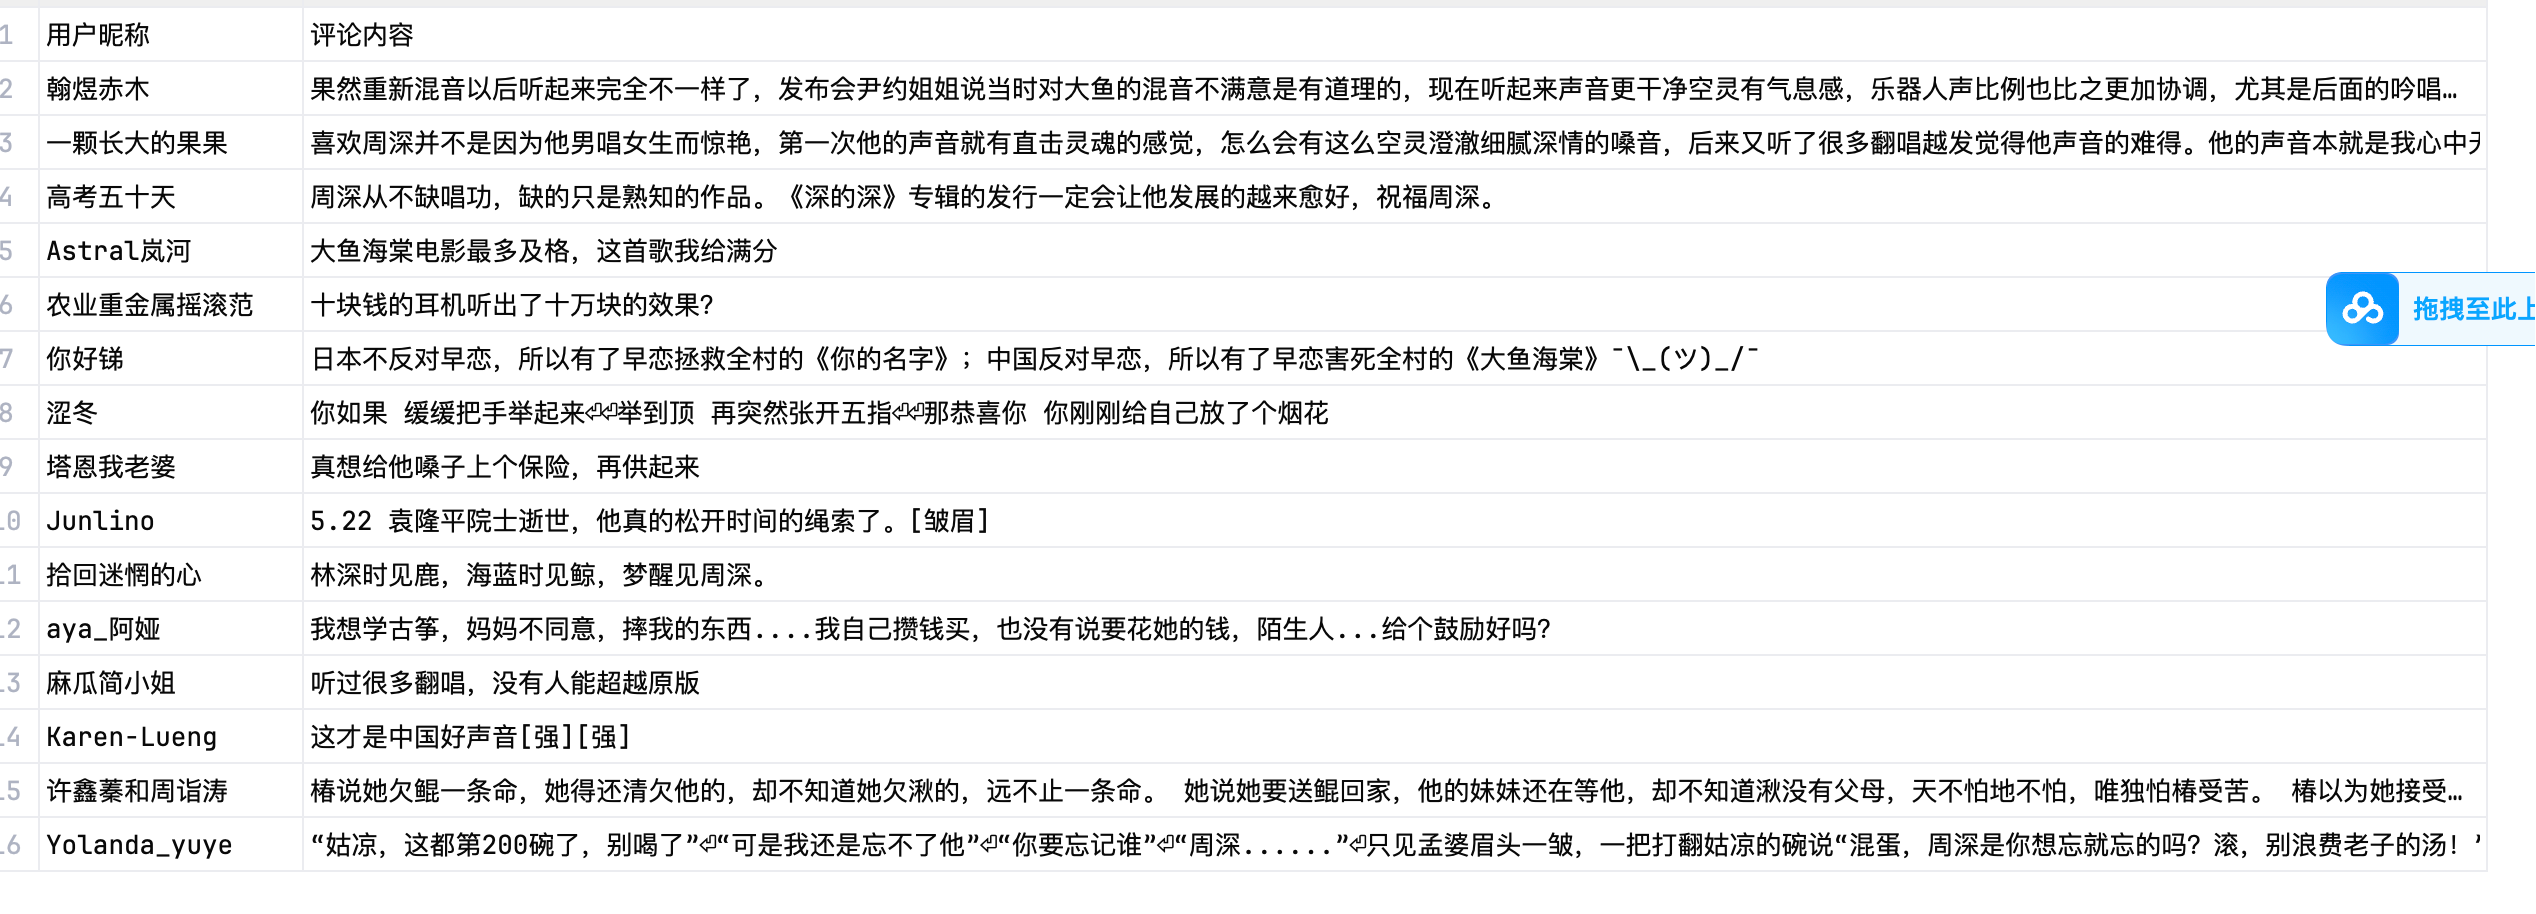 1 用户昵称 评论内容
2 翰煜赤木 果然重新混音以后听起来完全不一样了，发布会尹约姐姐说当时对大鱼的混音不满意是有道理的，现在听起来声音更干净空灵有气息感，乐器人声比例也比之更加协调，尤其是后面的吟唱…
3 一颗长大的果果 喜欢周深并不是因为他男唱女生而惊艳，第一次他的声音就有直击灵魂的感觉，怎么会有这么空灵澄澈细腻深情的嗓音，后来又听了很多翻唱越发觉得他声音的难得。他的声音本就是我心中
4 高考五十天 周深从不缺唱功，缺的只是熟知的作品。《深的深》专辑的发行一定会让他发展的越来愈好，祝福周深。
5 Astral岚河 大鱼海棠电影最多及格，这首歌我给满分
6 农业重金属摇滚范 十块钱的耳机听出了十万块的效果？
拖拽至此上
7 你好锑 日本不反对早恋，所以有了早恋拯救全村的《你的名字》；中国反对早恋，所以有了早恋害死全村的《大鱼海棠》¯\_(ツ)_/¯
8 涩冬 你如果 缓缓把手举起来⏎⏎举到顶 再突然张开五指⏎⏎那恭喜你 你刚刚给自己放了个烟花
9 塔恩我老婆 真想给他嗓子上个保险，再供起来
10 Junlino 5.22 袁隆平院士逝世，他真的松开时间的绳索了。[皱眉]
11 拾回迷惘的心 林深时见鹿，海蓝时见鲸，梦醒见周深。
12 aya_阿娅 我想学古筝，妈妈不同意，摔我的东西....我自己攒钱买，也没有说要花她的钱，陌生人...给个鼓励好吗？
13 麻瓜简小姐 听过很多翻唱，没有人能超越原版
14 Karen-Lueng 这才是中国好声音[强][强]
15 许鑫蓁和周诣涛 椿说她欠鲲一条命，她得还清欠他的，却不知道她欠湫的，远不止一条命。 她说她要送鲲回家，他的妹妹还在等他，却不知道湫没有父母，天不怕地不怕，唯独怕椿受苦。 椿以为她接受…
16 Yolanda_yuye “姑凉，这都第200碗了，别喝了”⏎“可是我还是忘不了他”⏎“你要忘记谁”⏎“周深......”⏎只见孟婆眉头一皱，一把打翻姑凉的碗说“混蛋，周深是你想忘就忘的吗？滚，别浪费老子的汤！”